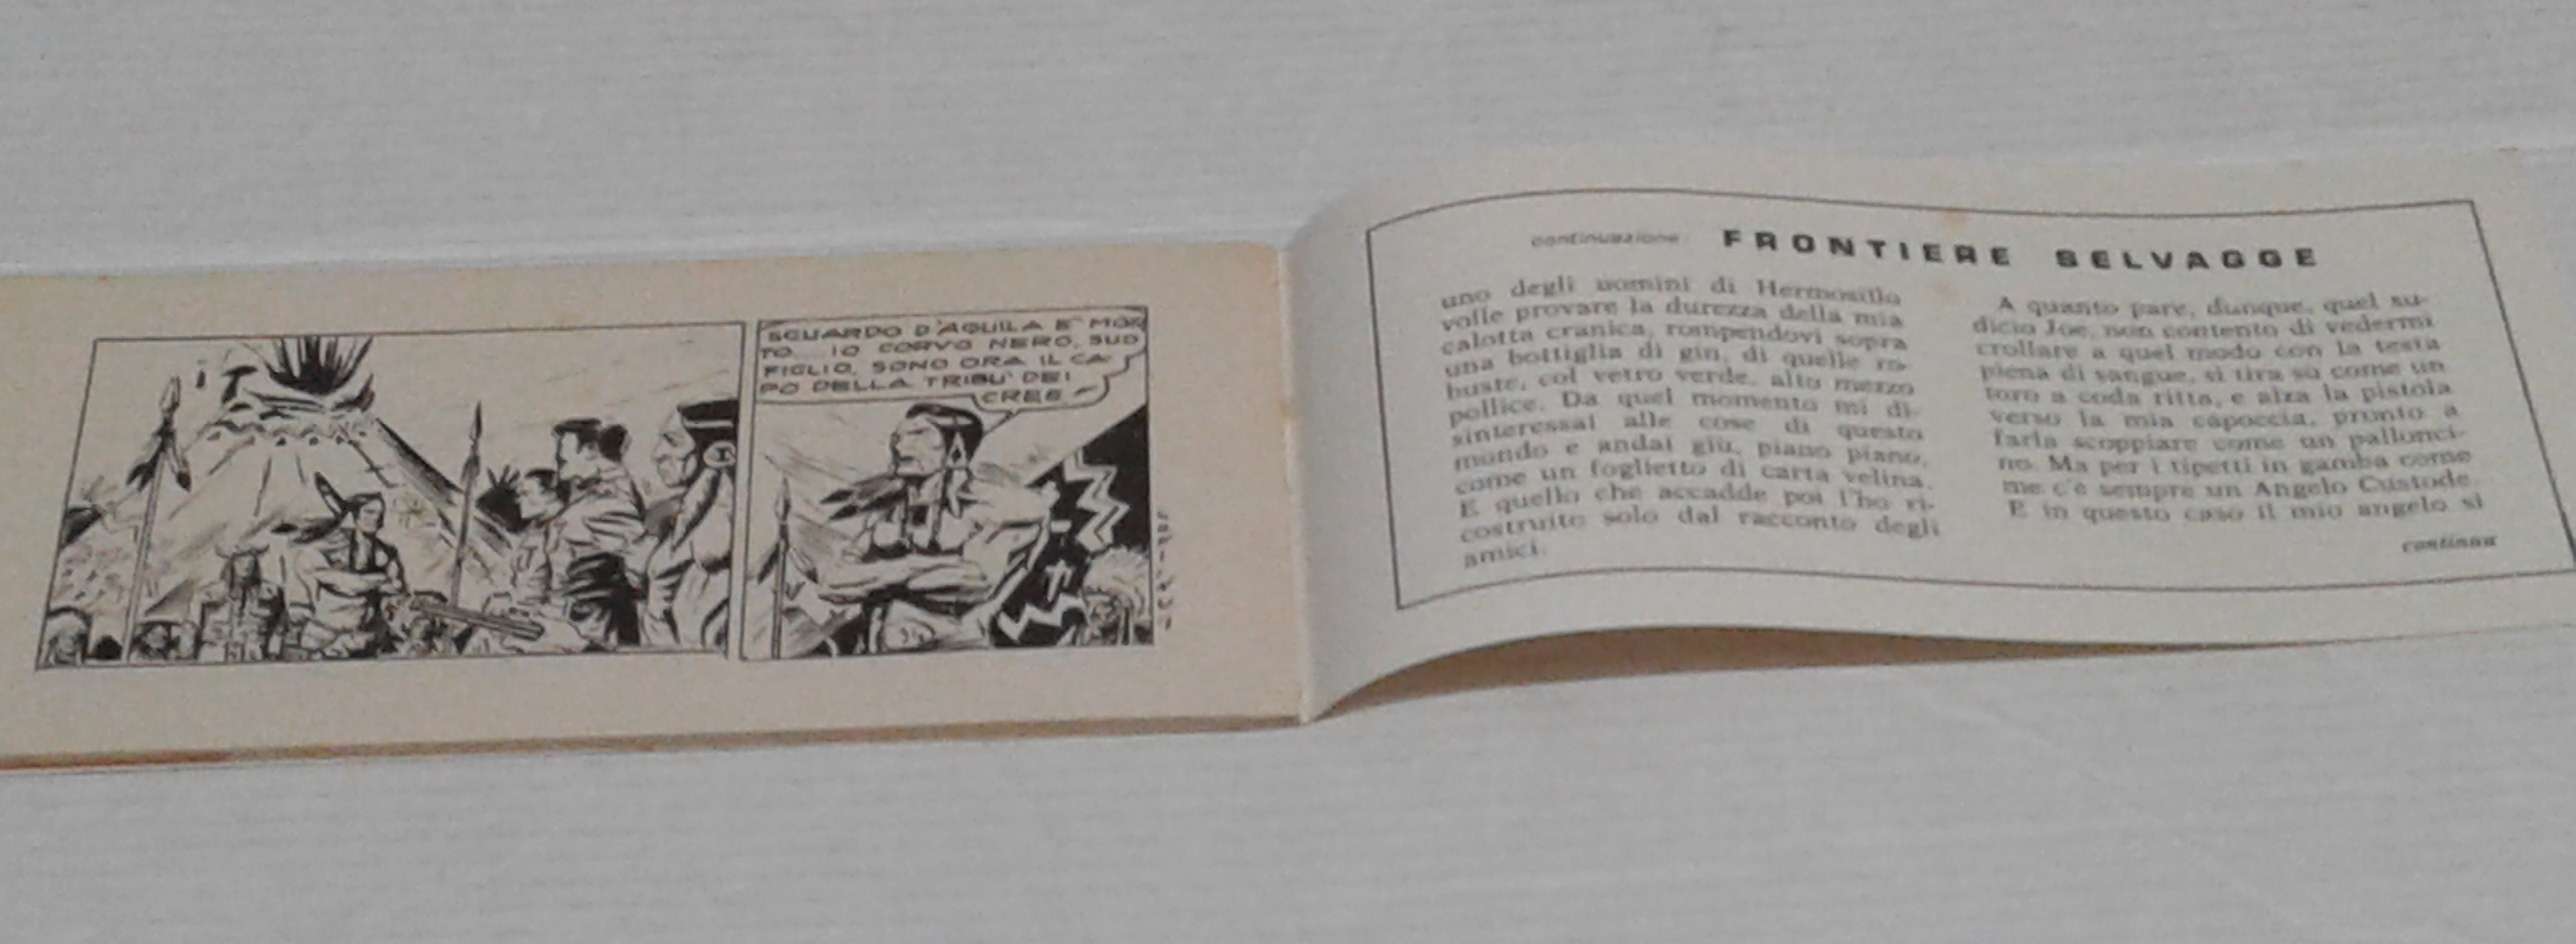 SGUARDO D'AQUILA E' MOR
TO... IO CORVO NERO, SUO
FIGLIO, SONO ORA IL CA-
PO DELLA TRIBU' DEI
CREE -
continuazione: FRONTIERE SELVAGGE
uno degli uomini di Hermosillo
volle provare la durezza della mia
calotta cranica, rompendovi sopra
una bottiglia di gin, di quelle ro-
buste, col vetro verde, alto mezzo
pollice. Da quel momento mi di-
sinteressai alle cose di questo
mondo e andai giù, piano piano,
come un foglietto di carta velina.
E quello che accadde poi l'ho ri-
costruito solo dal racconto degli
amici.
A quanto pare, dunque, quel su-
dicio Joe, non contento di vedermi
crollare a quel modo con la testa
piena di sangue, si tira su come un
toro a coda ritta, e alza la pistola
verso la mia capoccia, pronto a
farla scoppiare come un pallonci-
no. Ma per i tipetti in gamba come
me c'è sempre un Angelo Custode.
E in questo caso il mio angelo si
continua